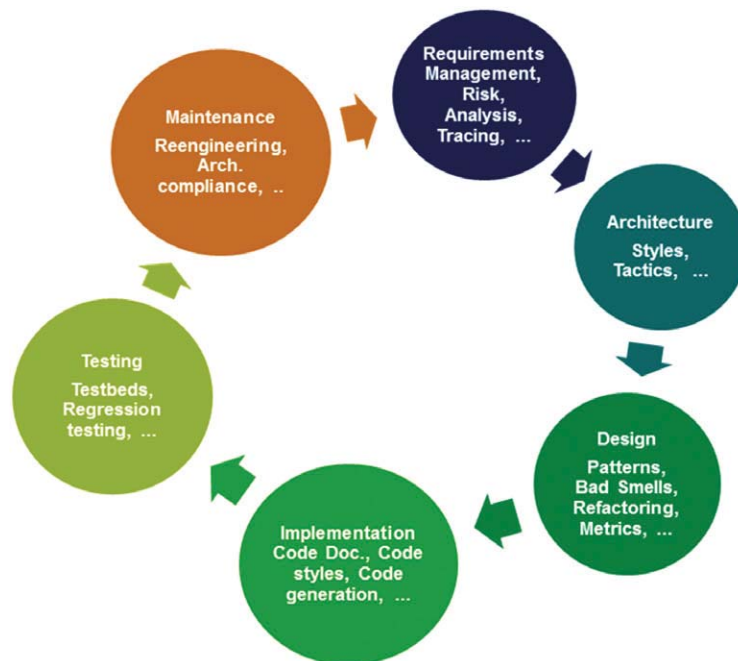 Requirements
Management,
Risk,
Analysis,
Tracing, ...
Architecture
Styles,
Tactics, ...
Design
Patterns,
Bad Smells,
Refactoring,
Metrics, ...
Implementation
Code Doc., Code
styles, Code
generation, ...
Testing
Testbeds,
Regression
testing, ...
Maintenance
Reengineering,
Arch.
compliance, ..